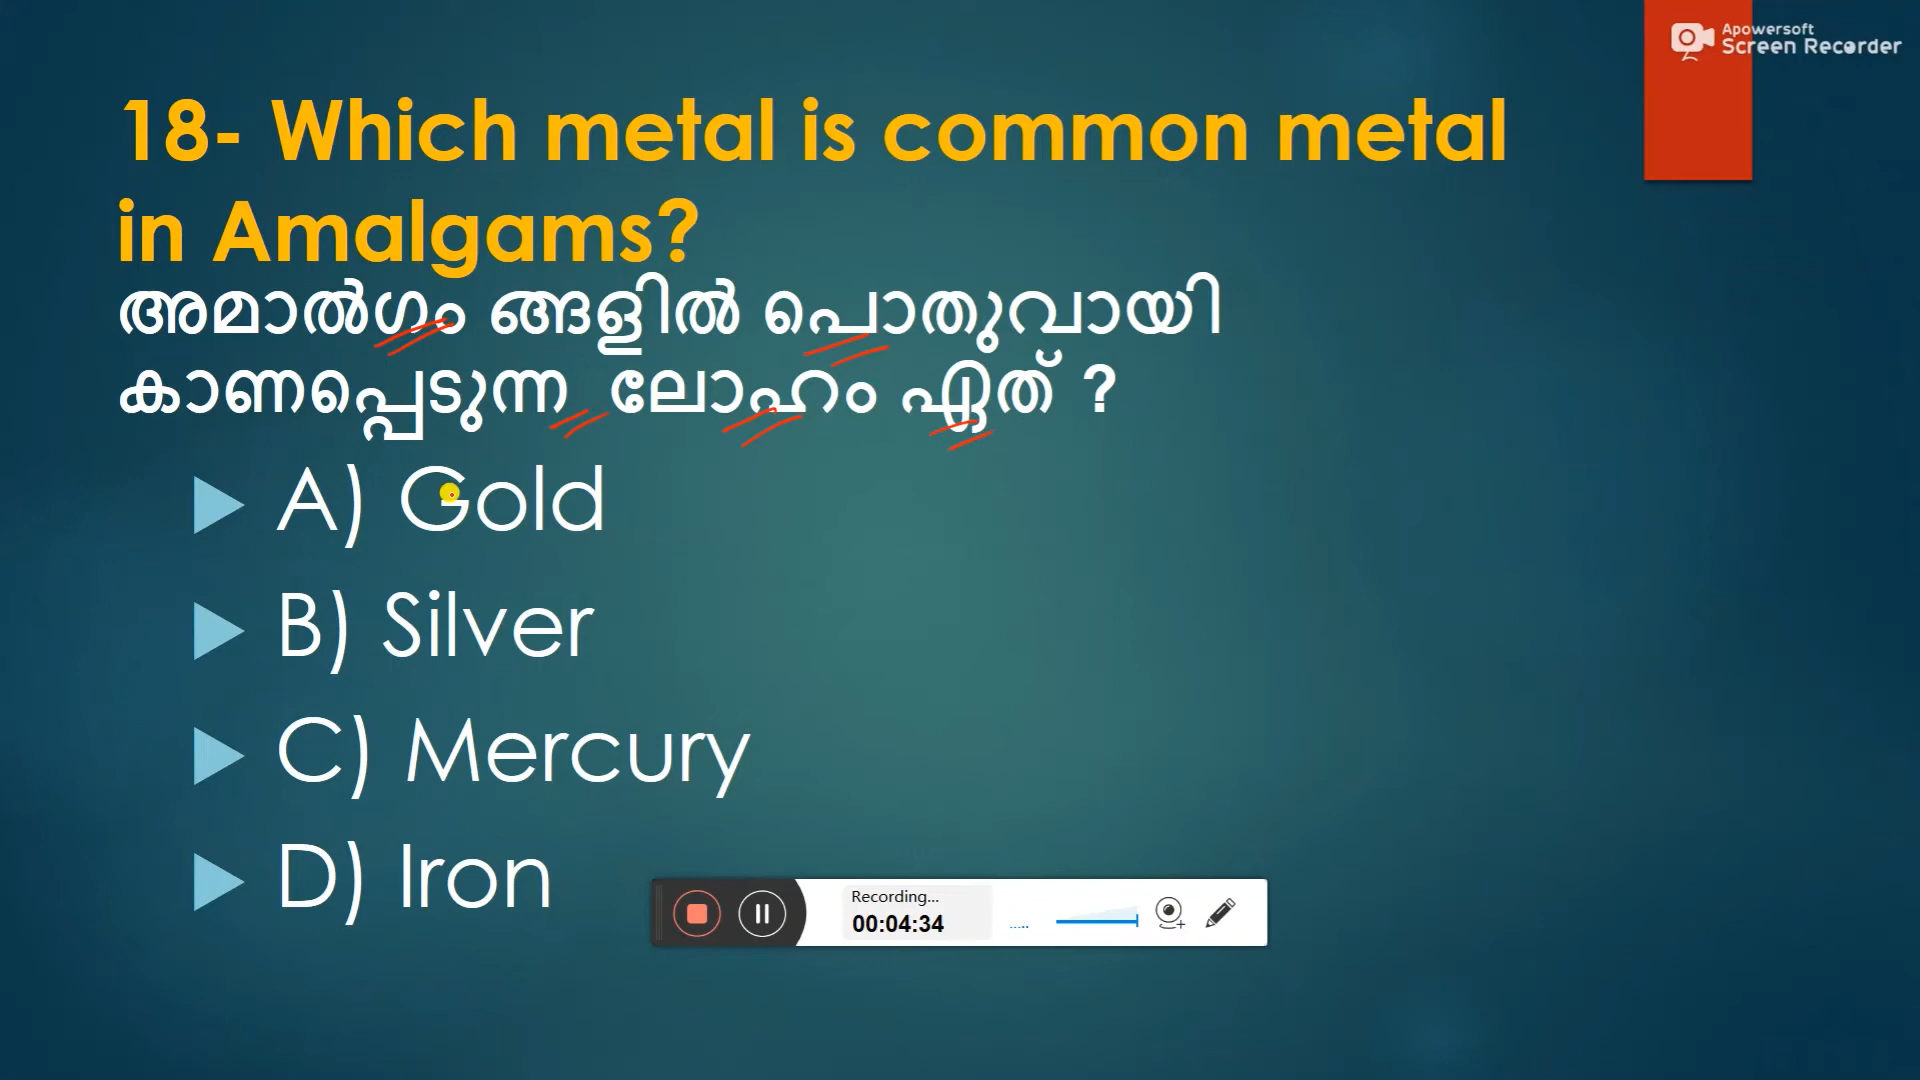 Apowersoft
Screen Recorder
18- Which metal is common metal
in Amalgams?
അമാൽഗം ങ്ങളിൽ പൊതുവായി
കാണപ്പെടുന്ന ലോഹം ഏത് ?
A) Gold
B) Silver
C) Mercury
D) Iron
Recording...
00:04:34